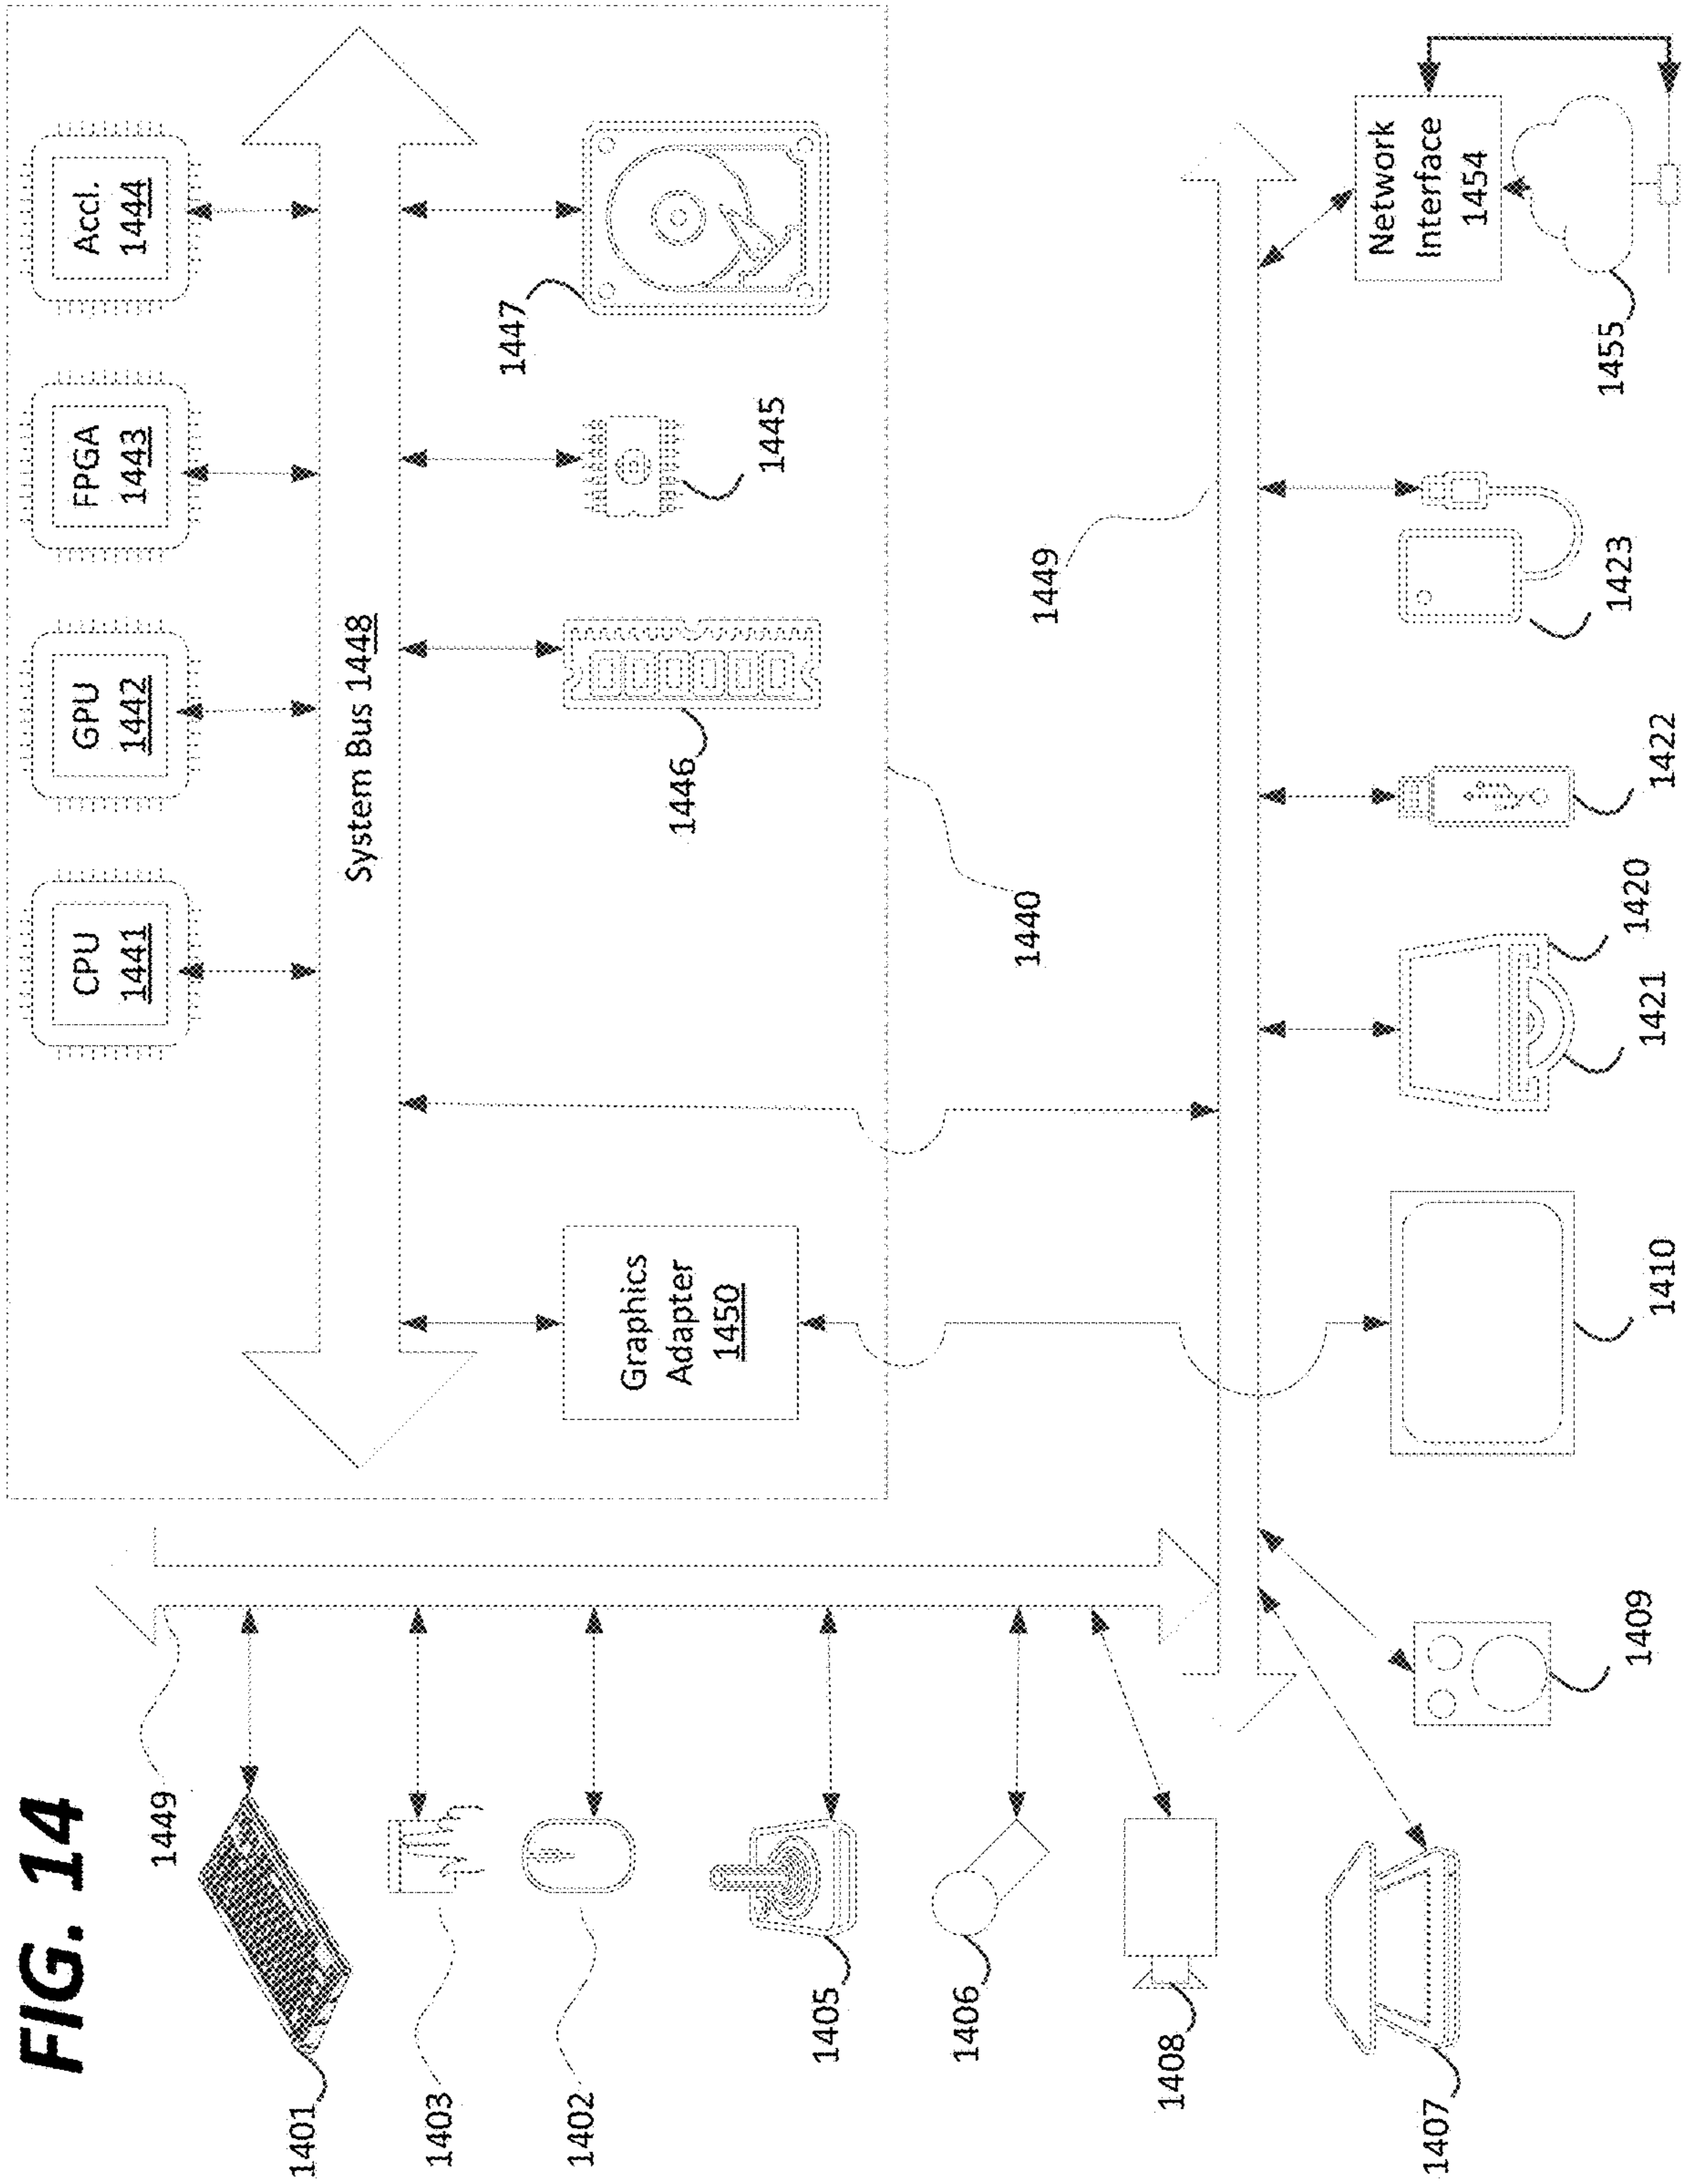 FIG. 14
1449
1401
1403
1402
1405
1406
1408
1407
1409
CPU
1441
GPU
1442
FPGA
1443
Accl.
1444
System Bus 1448
Graphics
Adapter
1450
1446
1445
1447
1440
1449
1410
1421
1420
1422
1423
Network
Interface
1454
1455